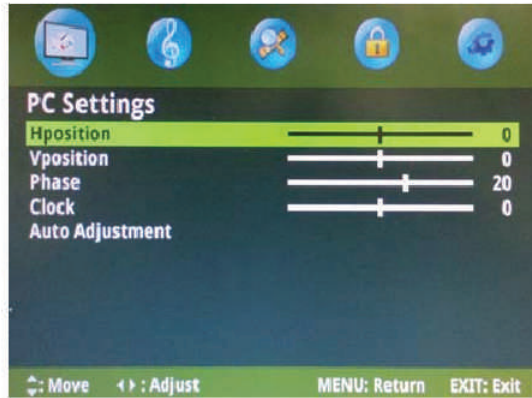 PC Settings
Hposition 0
Vposition 0
Phase 20
Clock 0
Auto Adjustment
: Move : Adjust MENU: Return EXIT: Exit